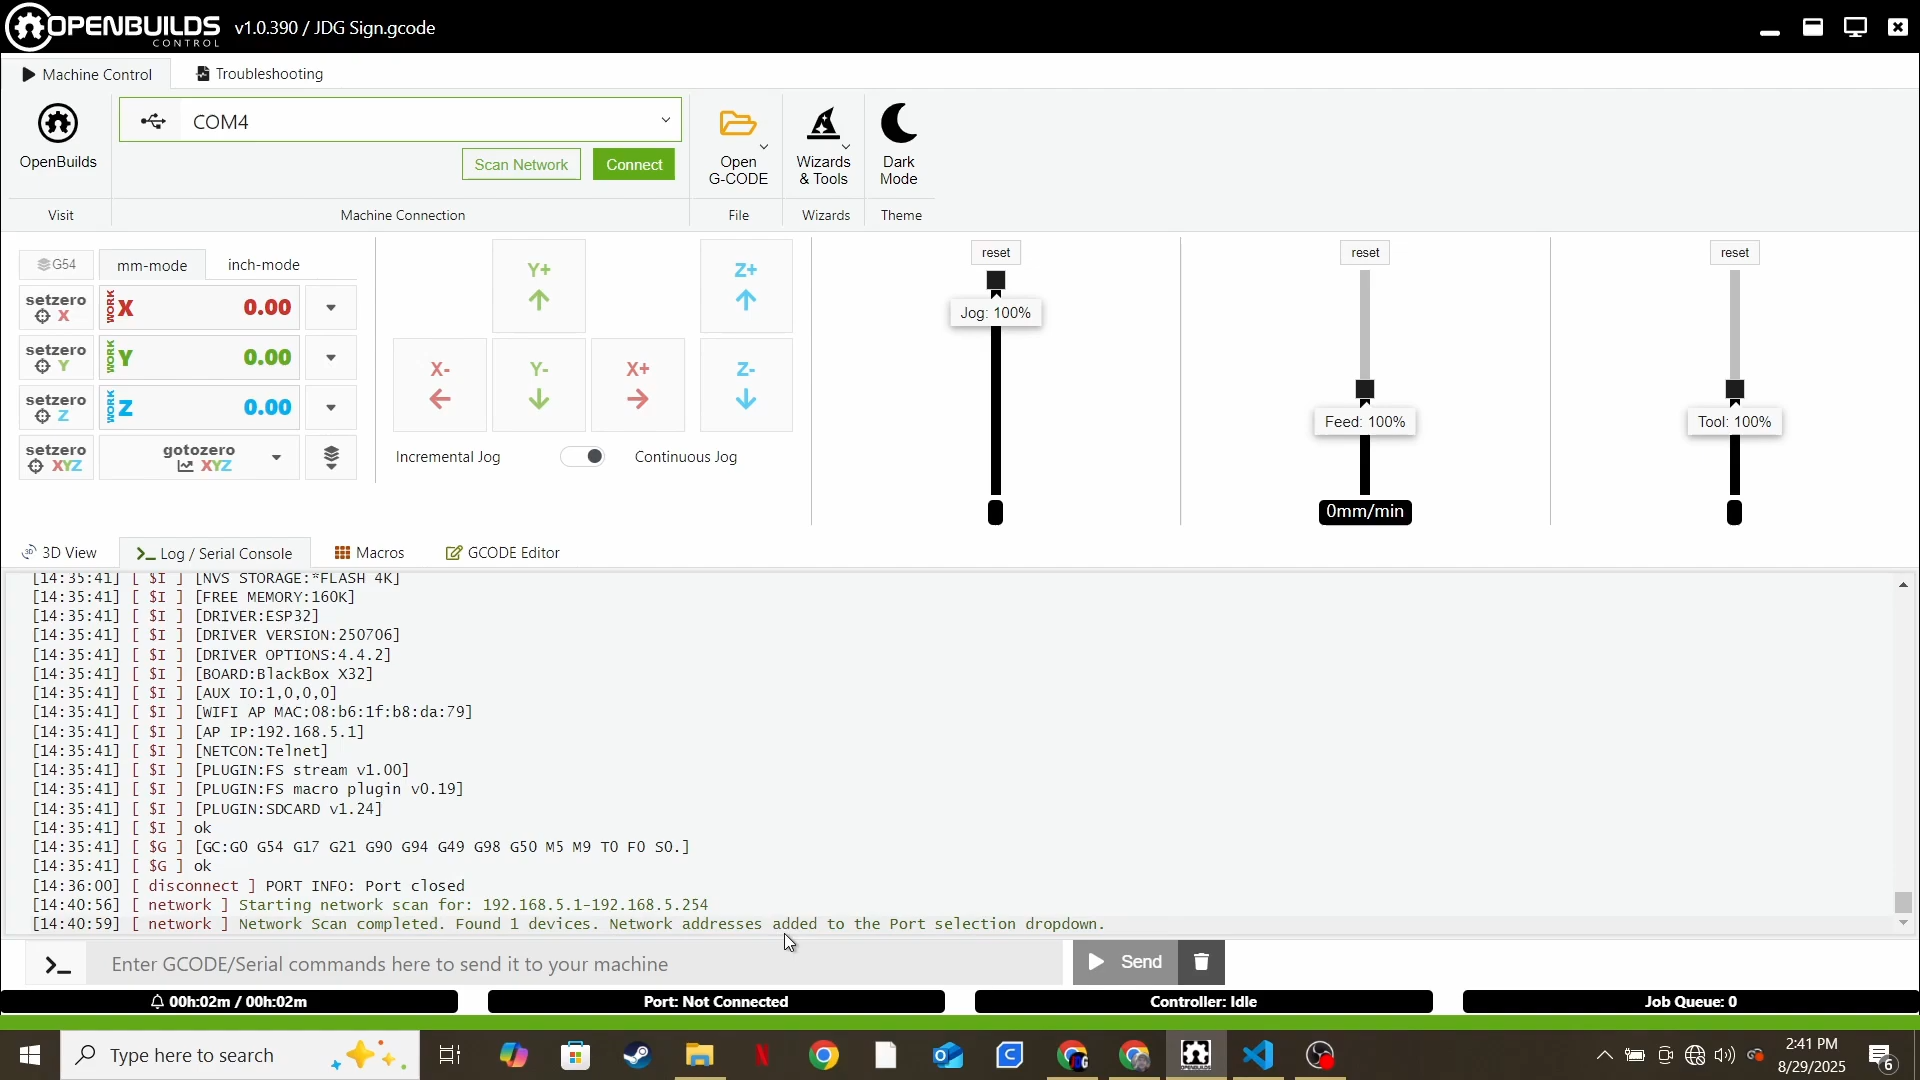 OPENBUILDS
CONTROL
v1.0.390 / JDG Sign.gcode
Machine Control
Troubleshooting
OpenBuilds
COM4
Scan Network
Connect
Open
G-CODE
Wizards
& Tools
Dark
Mode
Visit
Machine Connection
File
Wizards
Theme
G54
mm-mode
inch-mode
setzero
X
WORK
X
0.00
setzero
Y
WORK
Y
0.00
setzero
Z
WORK
Z
0.00
setzero
XYZ
gotozero
XYZ
Y+
Z+
X-
Y-
X+
Z-
Incremental Jog
Continuous Jog
reset
Jog: 100%
reset
Feed: 100%
0mm/min
reset
Tool: 100%
3D View
Log / Serial Console
Macros
GCODE Editor
[14:35:41] [ $I ] [NVS STORAGE:*FLASH 4K]
[14:35:41] [ $I ] [FREE MEMORY:160K]
[14:35:41] [ $I ] [DRIVER:ESP32]
[14:35:41] [ $I ] [DRIVER VERSION:250706]
[14:35:41] [ $I ] [DRIVER OPTIONS:4.4.2]
[14:35:41] [ $I ] [BOARD:BlackBox X32]
[14:35:41] [ $I ] [AUX IO:1,0,0,0]
[14:35:41] [ $I ] [WIFI AP MAC:08:b6:1f:b8:da:79]
[14:35:41] [ $I ] [AP IP:192.168.5.1]
[14:35:41] [ $I ] [NETCON:Telnet]
[14:35:41] [ $I ] [PLUGIN:FS stream v1.00]
[14:35:41] [ $I ] [PLUGIN:FS macro plugin v0.19]
[14:35:41] [ $I ] [PLUGIN:SDCARD v1.24]
[14:35:41] [ $I ] ok
[14:35:41] [ $G ] [GC:G0 G54 G17 G21 G90 G94 G49 G98 G50 M5 M9 T0 F0 S0.]
[14:35:41] [ $G ] ok
[14:36:00] [ disconnect ] PORT INFO: Port closed
[14:40:56] [ network ] Starting network scan for: 192.168.5.1-192.168.5.254
[14:40:59] [ network ] Network Scan completed. Found 1 devices. Network addresses added to the Port selection dropdown.
Enter GCODE/Serial commands here to send it to your machine
Send
00h:02m / 00h:02m
Port: Not Connected
Controller: Idle
Job Queue: 0
Type here to search
2:41 PM
8/29/2025
6